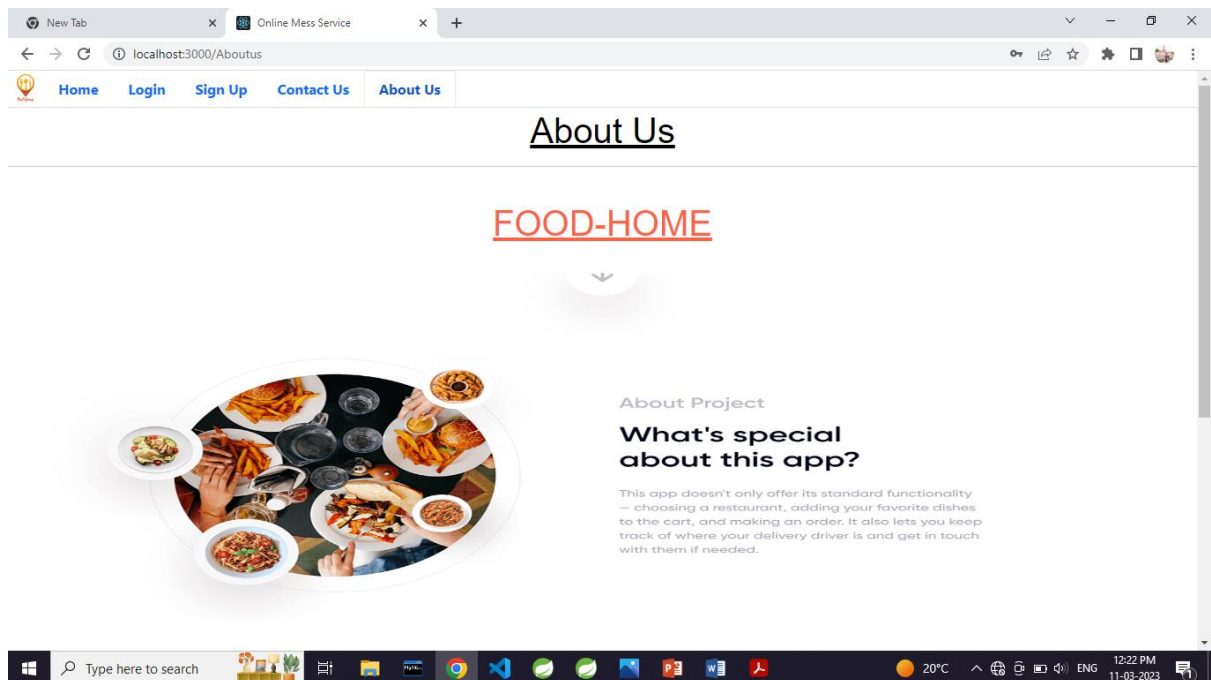 New Tab
Online Mess Service
localhost:3000/Aboutus
Home Login Sign Up Contact Us About Us
About Us
FOOD-HOME
About Project
What's special
about this app?
This app doesn't only offer its standard functionality
— choosing a restaurant, adding your favorite dishes
to the cart, and making an order. It also lets you keep
track of where your delivery driver is and get in touch
with them if needed.
Type here to search
20°C
ENG
12:22 PM
11-03-2023